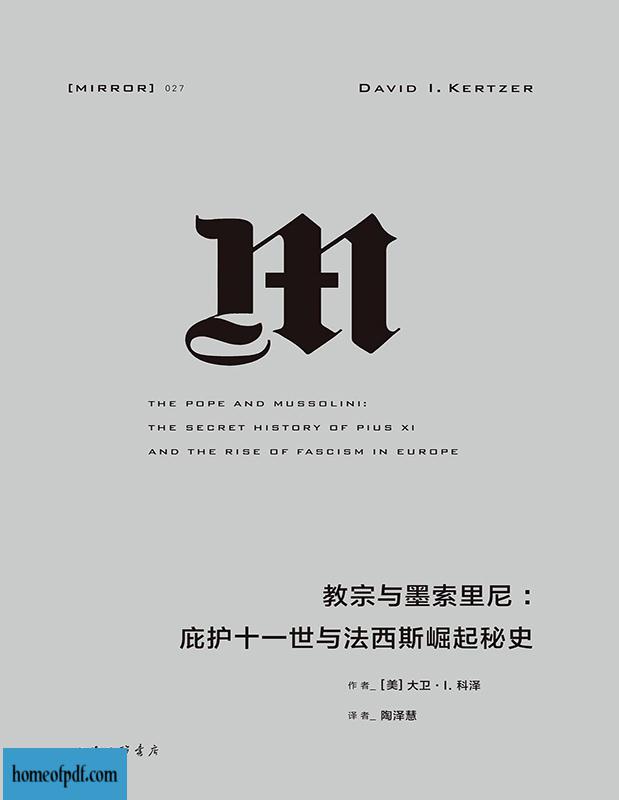 [MIRROR] 027
DAVID I. KERTZER
M
THE POPE AND MUSSOLINI:
THE SECRET HISTORY OF PIUS XI
AND THE RISE OF FASCISM IN EUROPE
教宗与墨索里尼：
庇护十一世与法西斯崛起秘史
作者_ [美] 大卫·I. 科泽
译者_ 陶泽慧
书店
homeofpdf.com